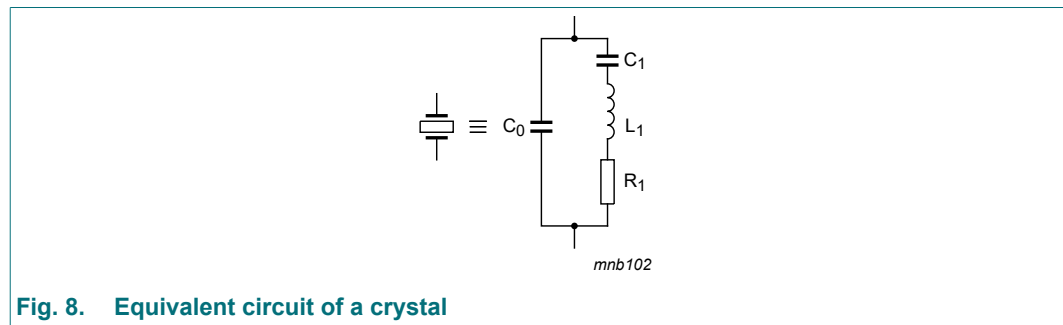 C1
C0
L1
R1
mnb102
Fig. 8. Equivalent circuit of a crystal